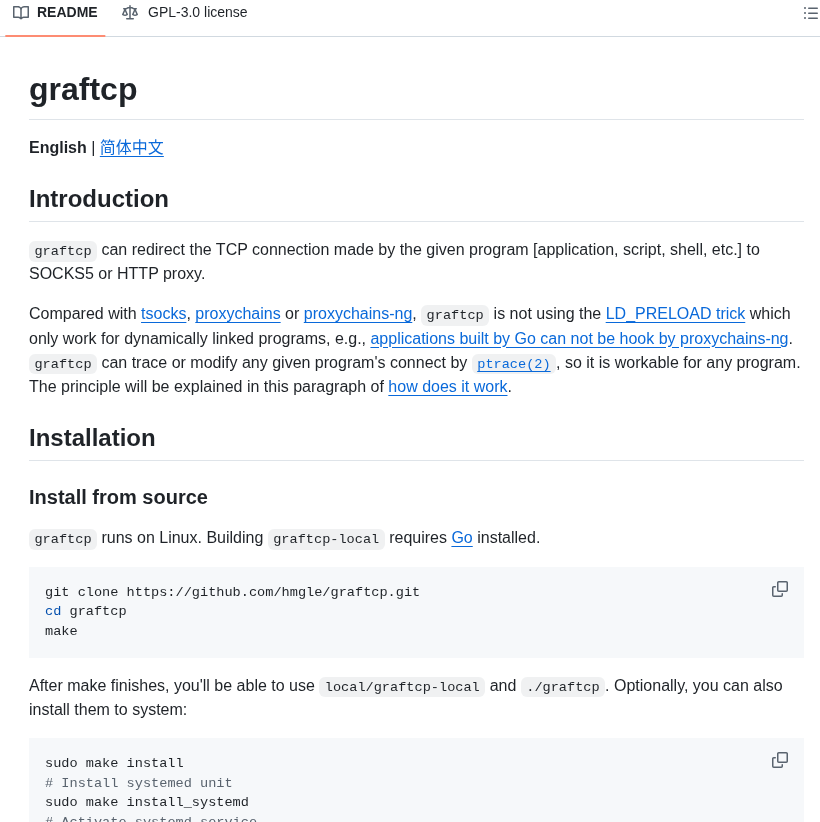 README GPL-3.0 license
graftcp
English | 简体中文
Introduction
graftcp can redirect the TCP connection made by the given program [application, script, shell, etc.] to
SOCKS5 or HTTP proxy.
Compared with tsocks, proxychains or proxychains-ng, graftcp is not using the LD_PRELOAD trick which
only work for dynamically linked programs, e.g., applications built by Go can not be hook by proxychains-ng.
graftcp can trace or modify any given program's connect by ptrace(2), so it is workable for any program.
The principle will be explained in this paragraph of how does it work.
Installation
Install from source
graftcp runs on Linux. Building graftcp-local requires Go installed.
git clone https://github.com/hmgle/graftcp.git
cd graftcp
make
After make finishes, you'll be able to use local/graftcp-local and ./graftcp. Optionally, you can also
install them to system:
sudo make install
# Install systemed unit
sudo make install_systemd
# Activate systemd service